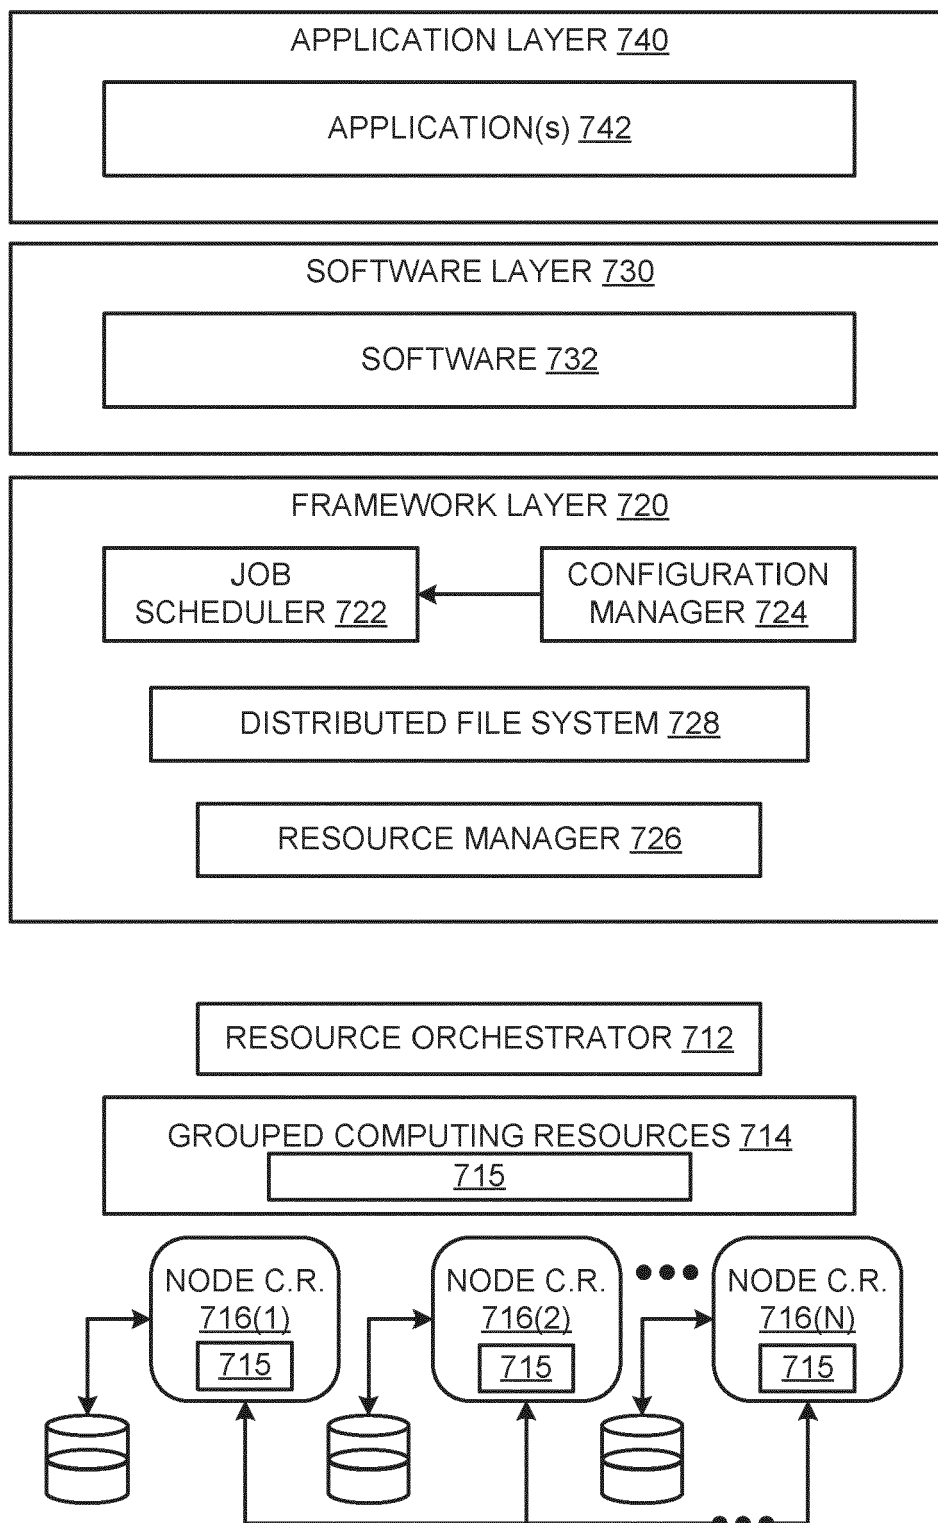 APPLICATION LAYER 740
APPLICATION(s) 742
SOFTWARE LAYER 730
SOFTWARE 732
FRAMEWORK LAYER 720
JOB
SCHEDULER 722
CONFIGURATION
MANAGER 724
DISTRIBUTED FILE SYSTEM 728
RESOURCE MANAGER 726
RESOURCE ORCHESTRATOR 712
GROUPED COMPUTING RESOURCES 714
715
NODE C.R.
716(1)
715
NODE C.R.
716(2)
715
NODE C.R.
716(N)
715